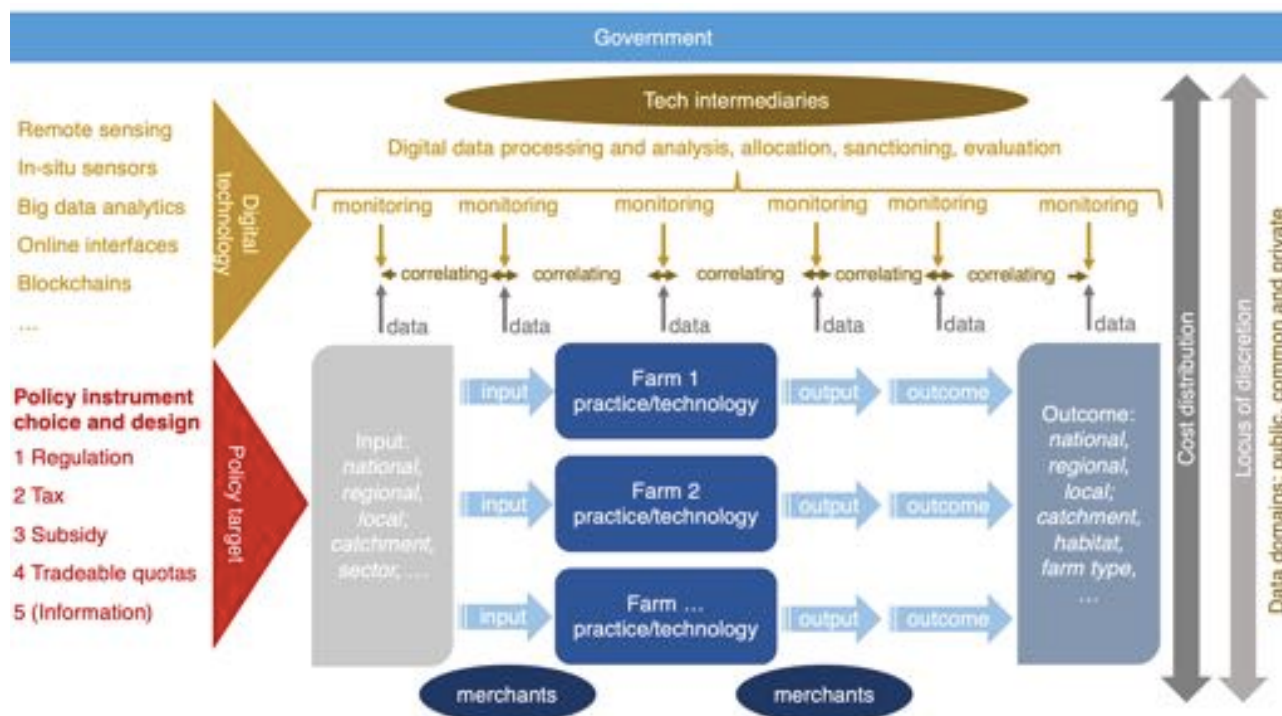 Government
Tech intermediaries
Digital data processing and analysis, allocation, sanctioning, evaluation
Remote sensing
In-situ sensors
Big data analytics
Online interfaces
Blockchains
...
Digital
technology
monitoring monitoring monitoring monitoring monitoring monitoring
correlating correlating correlating correlating correlating
data data data data data data
Policy instrument
choice and design
1 Regulation
2 Tax
3 Subsidy
4 Tradeable quotas
5 (Information)
Policy target
Input:
national,
regional,
local;
catchment,
sector, ...
input
Farm 1
practice/technology
output
outcome
input
Farm 2
practice/technology
output
outcome
input
Farm ...
practice/technology
output
outcome
Outcome:
national,
regional,
local;
catchment,
habitat,
farm type,
...
merchants
merchants
Cost distribution
Locus of discretion
Data domains: public, common and private